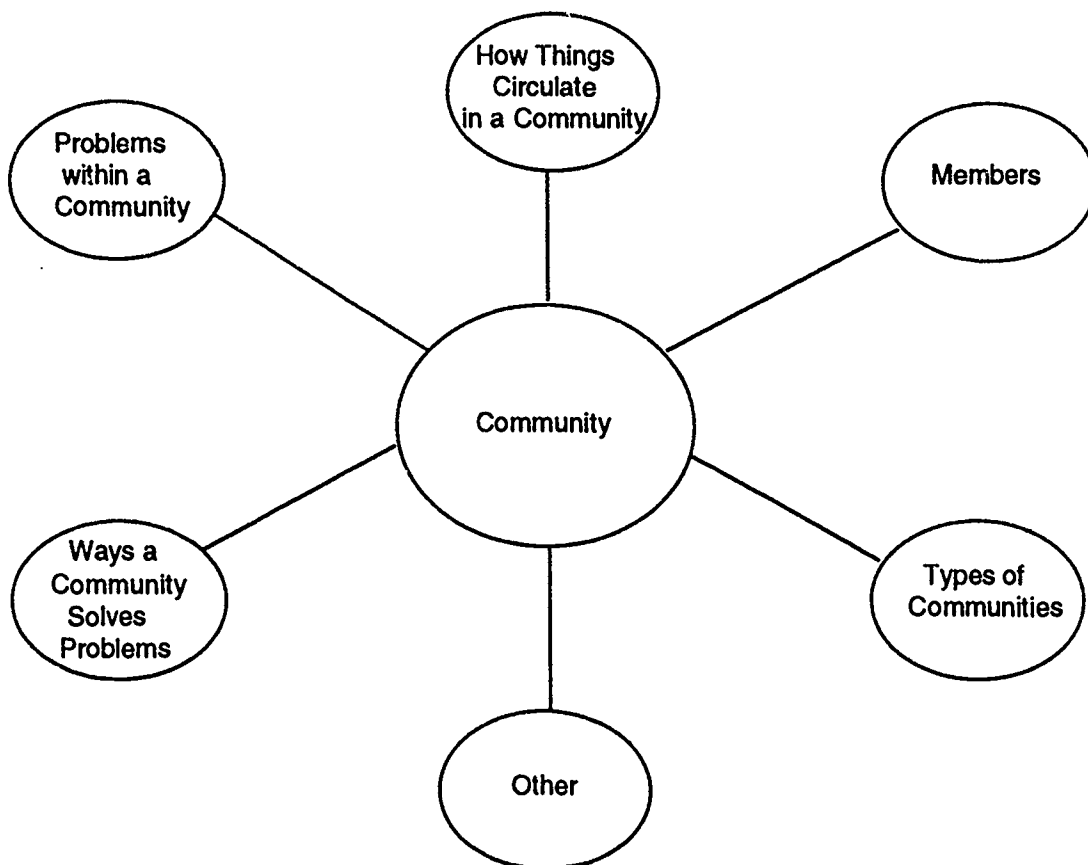 How Things
Circulate
in a Community
Problems
within a
Community
Members
Community
Ways a
Community
Solves
Problems
Types of
Communities
Other